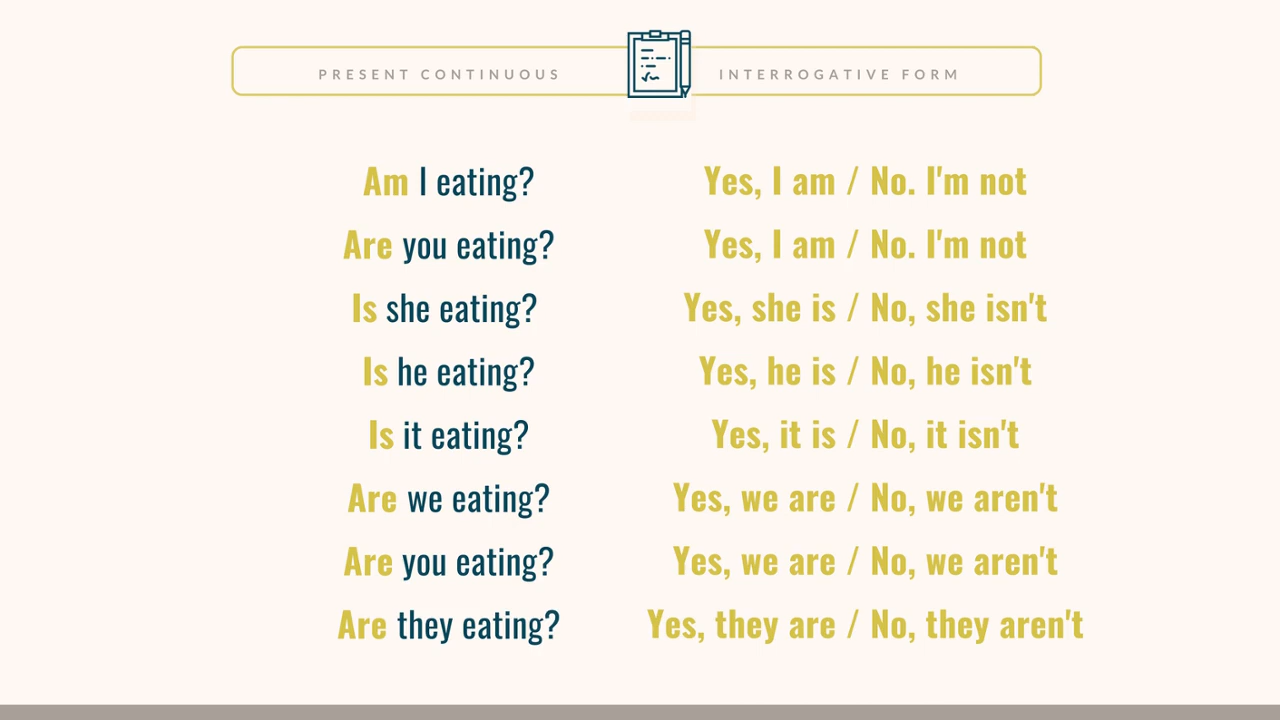 PRESENT CONTINUOUS INTERROGATIVE FORM
Am I eating? Yes, I am / No. I'm not
Are you eating? Yes, I am / No. I'm not
Is she eating? Yes, she is / No, she isn't
Is he eating? Yes, he is / No, he isn't
Is it eating? Yes, it is / No, it isn't
Are we eating? Yes, we are / No, we aren't
Are you eating? Yes, we are / No, we aren't
Are they eating? Yes, they are / No, they aren't